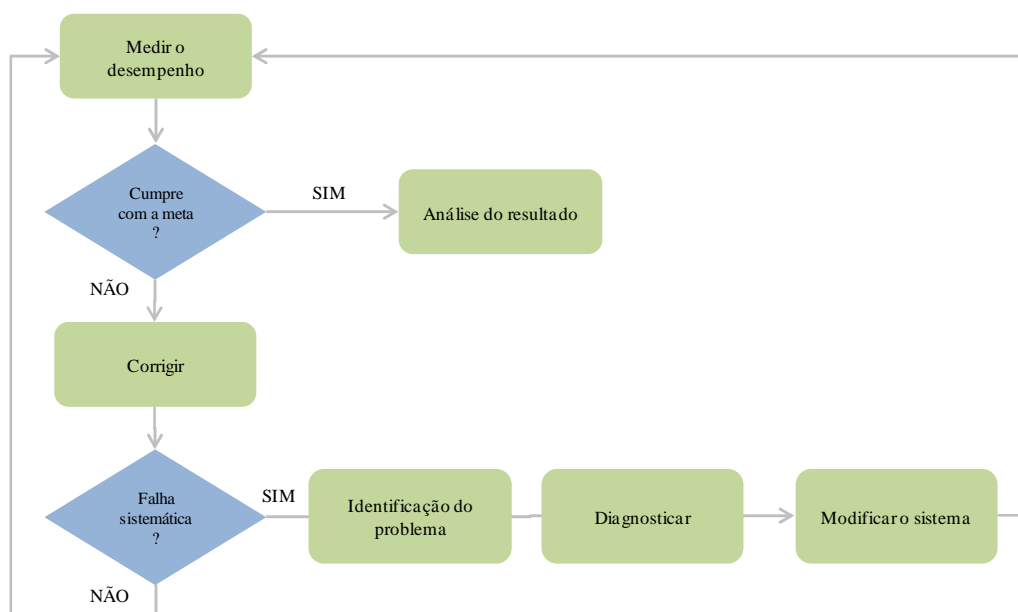 Medir o
desempenho
Cumpre
com a meta
?
SIM
Análise do resultado
NÃO
Corrigir
Falha
sistemática
?
SIM
Identificação do
problema
Diagnosticar
Modificar o sistema
NÃO